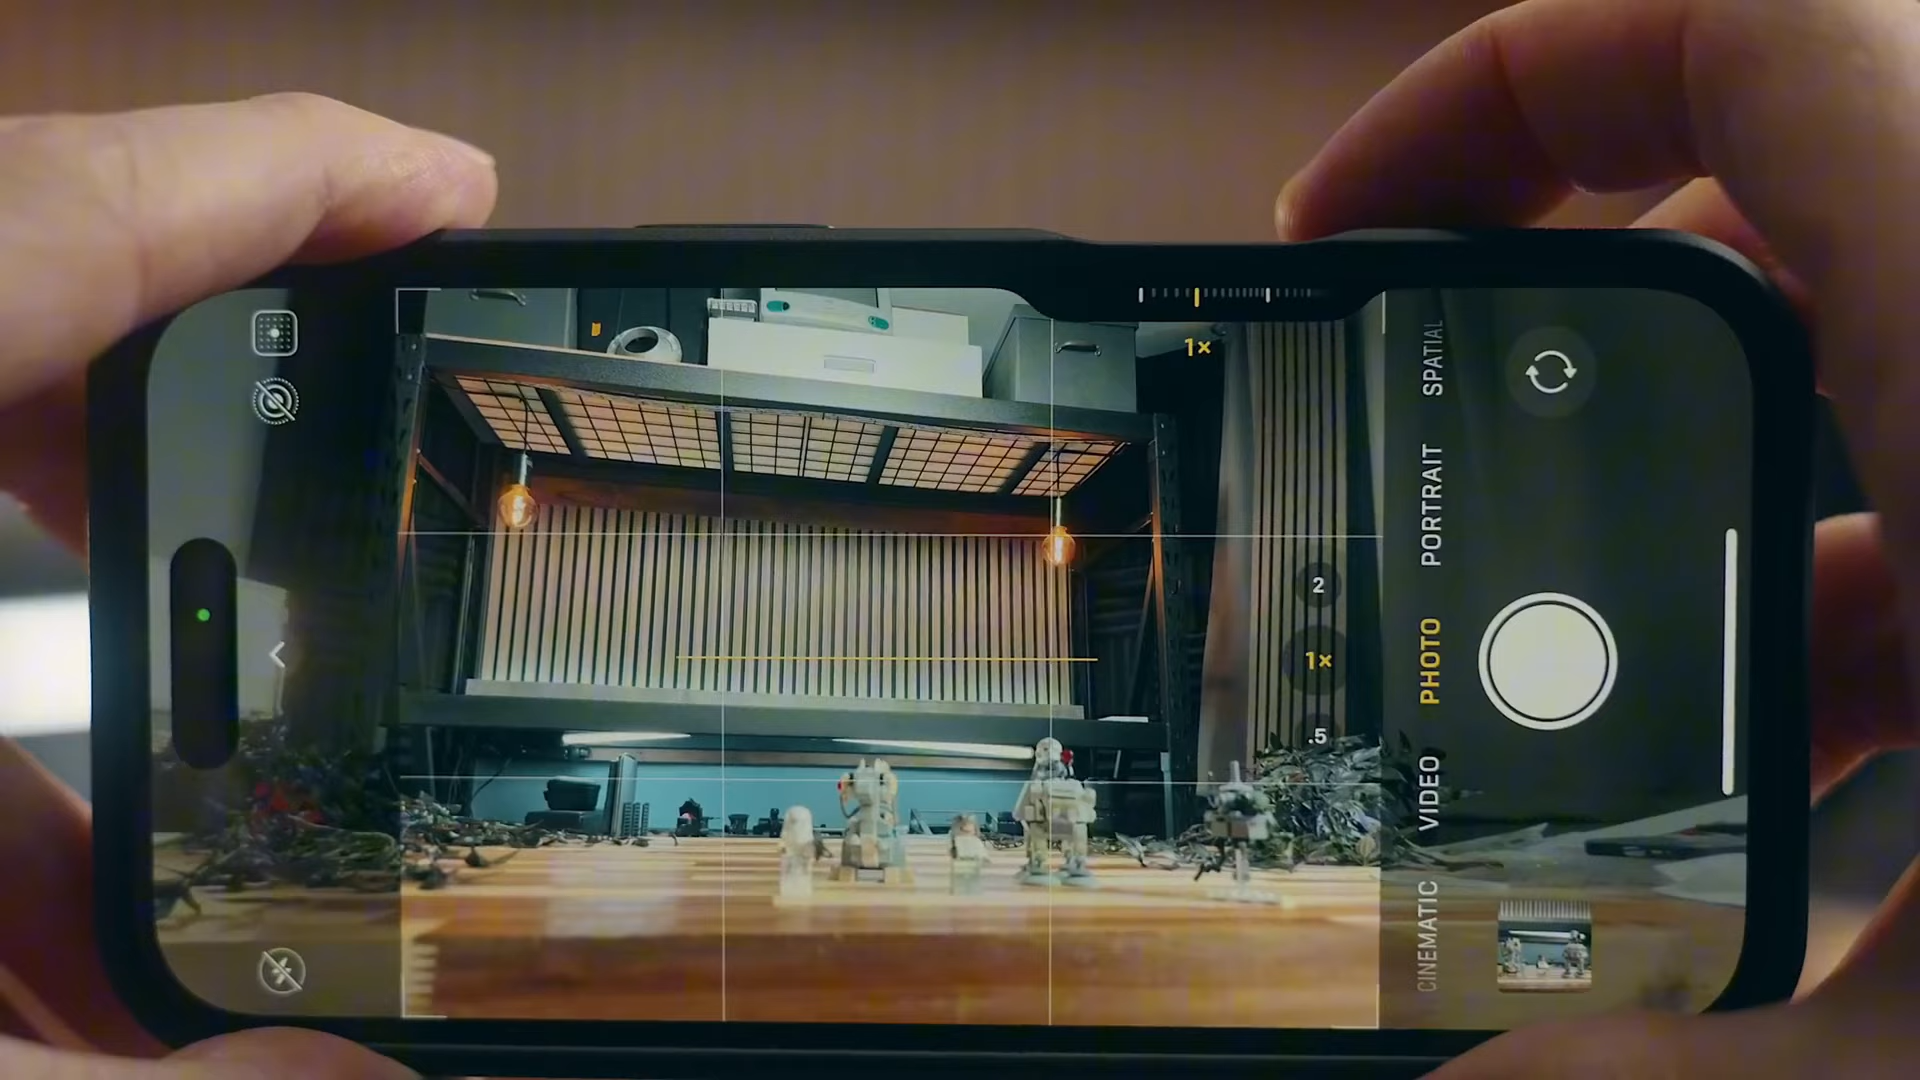 1×
2
1×
.5
SPATIAL
PORTRAIT
PHOTO
VIDEO
CINEMATIC